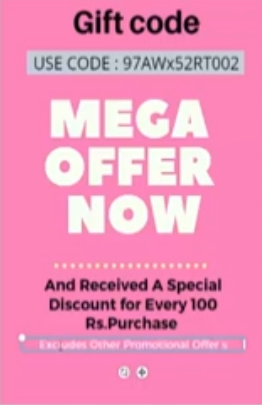 Gift code
USE CODE : 97AWx52RT002
MEGA
OFFER
NOW
And Received A Special
Discount for Every 100
Rs.Purchase
Excludes Other Promotional Offer's